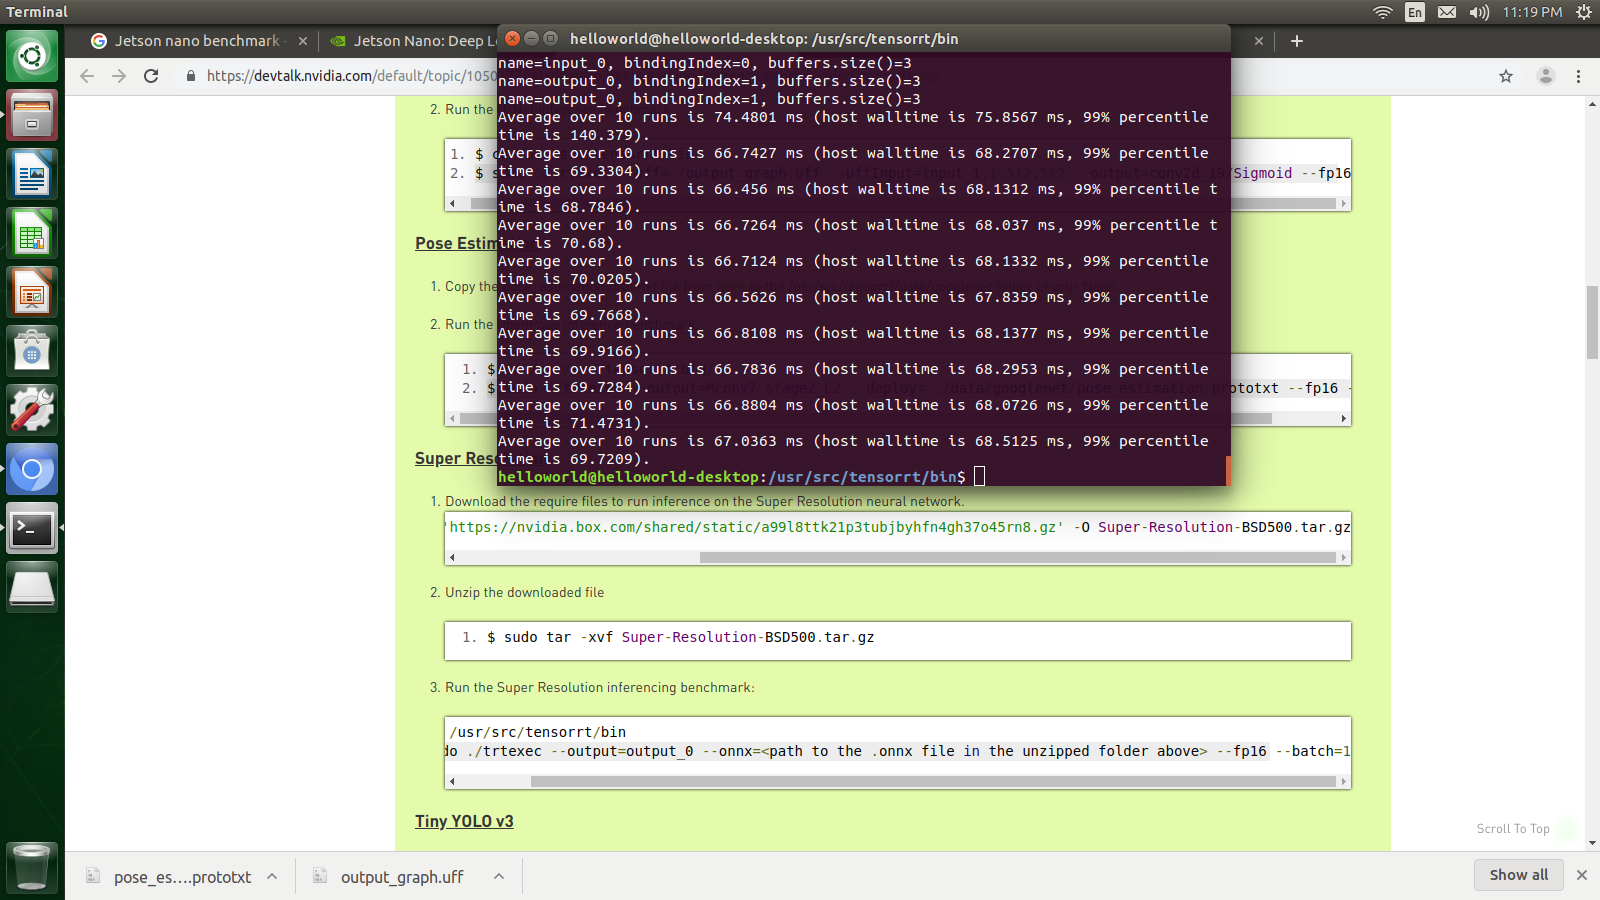 Terminal
En
11:19 PM
Jetson nano benchmark
Jetson Nano: Deep L
https://devtalk.nvidia.com/default/topic/1050
helloworld@helloworld-desktop: /usr/src/tensorrt/bin
name=input_0, bindingIndex=0, buffers.size()=3
name=output_0, bindingIndex=1, buffers.size()=3
name=output_0, bindingIndex=1, buffers.size()=3
Average over 10 runs is 74.4801 ms (host walltime is 75.8567 ms, 99% percentile
time is 140.379).
Average over 10 runs is 66.7427 ms (host walltime is 68.2707 ms, 99% percentile
time is 69.3304).
Average over 10 runs is 66.456 ms (host walltime is 68.1312 ms, 99% percentile t
ime is 68.7846).
Average over 10 runs is 66.7264 ms (host walltime is 68.037 ms, 99% percentile t
ime is 70.68).
Average over 10 runs is 66.7124 ms (host walltime is 68.1332 ms, 99% percentile
time is 70.0205).
Average over 10 runs is 66.5626 ms (host walltime is 67.8359 ms, 99% percentile
time is 69.7668).
Average over 10 runs is 66.8108 ms (host walltime is 68.1377 ms, 99% percentile
time is 69.9166).
Average over 10 runs is 66.7836 ms (host walltime is 68.2953 ms, 99% percentile
time is 69.7284).
Average over 10 runs is 66.8804 ms (host walltime is 68.0726 ms, 99% percentile
time is 71.4731).
Average over 10 runs is 67.0363 ms (host walltime is 68.5125 ms, 99% percentile
time is 69.7209).
helloworld@helloworld-desktop:/usr/src/tensorrt/bin$
2. Run the
1. $ c
2. $ s
/Sigmoid --fp16
Pose Estim
1. Copy the
2. Run the
1. $
2. $
prototxt --fp16 -
Super Res
1. Download the require files to run inference on the Super Resolution neural network.
'https://nvidia.box.com/shared/static/a99l8ttk21p3tubjbyhfn4gh37o45rn8.gz' -O Super-Resolution-BSD500.tar.gz
2. Unzip the downloaded file
1. $ sudo tar -xvf Super-Resolution-BSD500.tar.gz
3. Run the Super Resolution inferencing benchmark:
/usr/src/tensorrt/bin
do ./trtexec --output=output_0 --onnx=<path to the .onnx file in the unzipped folder above> --fp16 --batch=1
Tiny YOLO v3
Scroll To Top
pose_es....prototxt
output_graph.uff
Show all